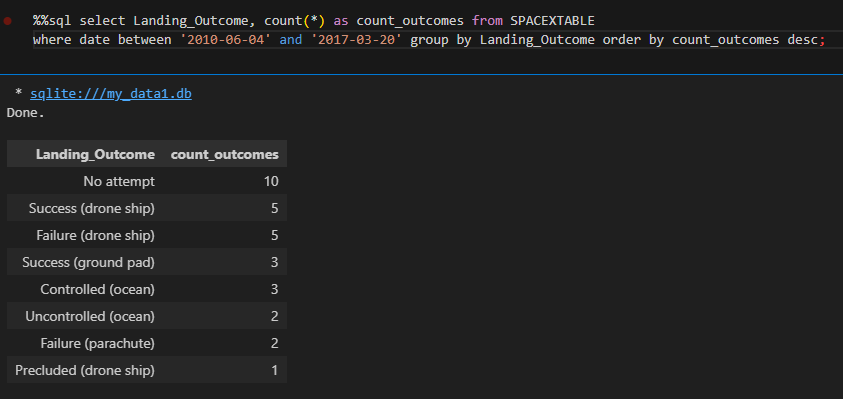 %%sql select Landing_Outcome, count(*) as count_outcomes from SPACEXTABLE
where date between '2010-06-04' and '2017-03-20' group by Landing_Outcome order by count_outcomes desc;
* sqlite:///my_data1.db
Done.
Landing_Outcome count_outcomes
No attempt 10
Success (drone ship) 5
Failure (drone ship) 5
Success (ground pad) 3
Controlled (ocean) 3
Uncontrolled (ocean) 2
Failure (parachute) 2
Precluded (drone ship) 1